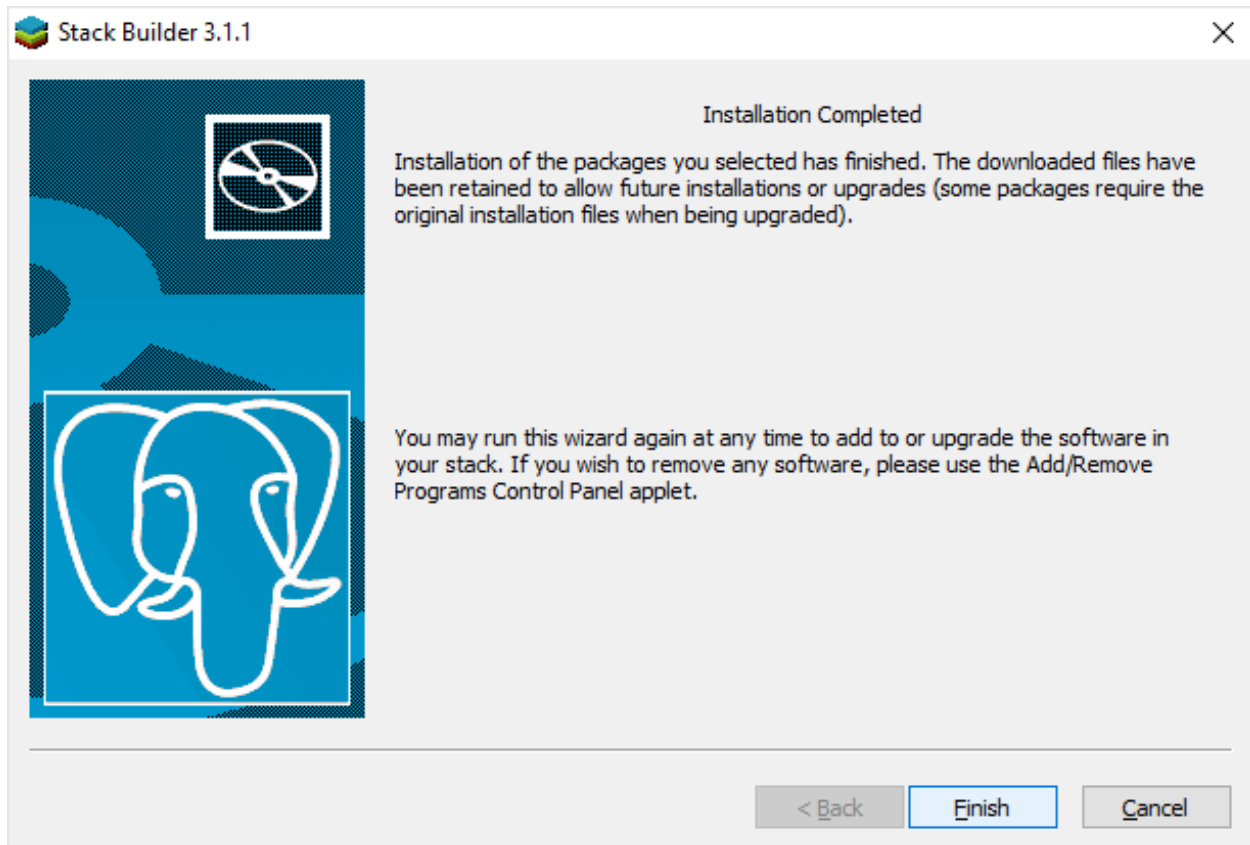 Stack Builder 3.1.1
Installation Completed
Installation of the packages you selected has finished. The downloaded files have
been retained to allow future installations or upgrades (some packages require the
original installation files when being upgraded).
You may run this wizard again at any time to add to or upgrade the software in
your stack. If you wish to remove any software, please use the Add/Remove
Programs Control Panel applet.
< Back Finish Cancel